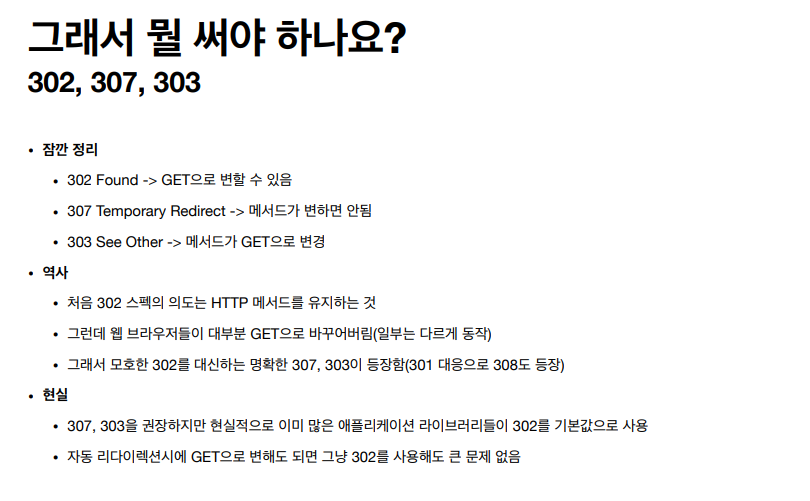 그래서 뭘 써야 하나요?
302, 307, 303
• 잠깐 정리
• 302 Found -> GET으로 변할 수 있음
• 307 Temporary Redirect -> 메서드가 변하면 안됨
• 303 See Other -> 메서드가 GET으로 변경
• 역사
• 처음 302 스펙의 의도는 HTTP 메서드를 유지하는 것
• 그런데 웹 브라우저들이 대부분 GET으로 바꾸어버림(일부는 다르게 동작)
• 그래서 모호한 302를 대신하는 명확한 307, 303이 등장함(301 대응으로 308도 등장)
• 현실
• 307, 303을 권장하지만 현실적으로 이미 많은 애플리케이션 라이브러리들이 302를 기본값으로 사용
• 자동 리다이렉션시에 GET으로 변해도 되면 그냥 302를 사용해도 큰 문제 없음